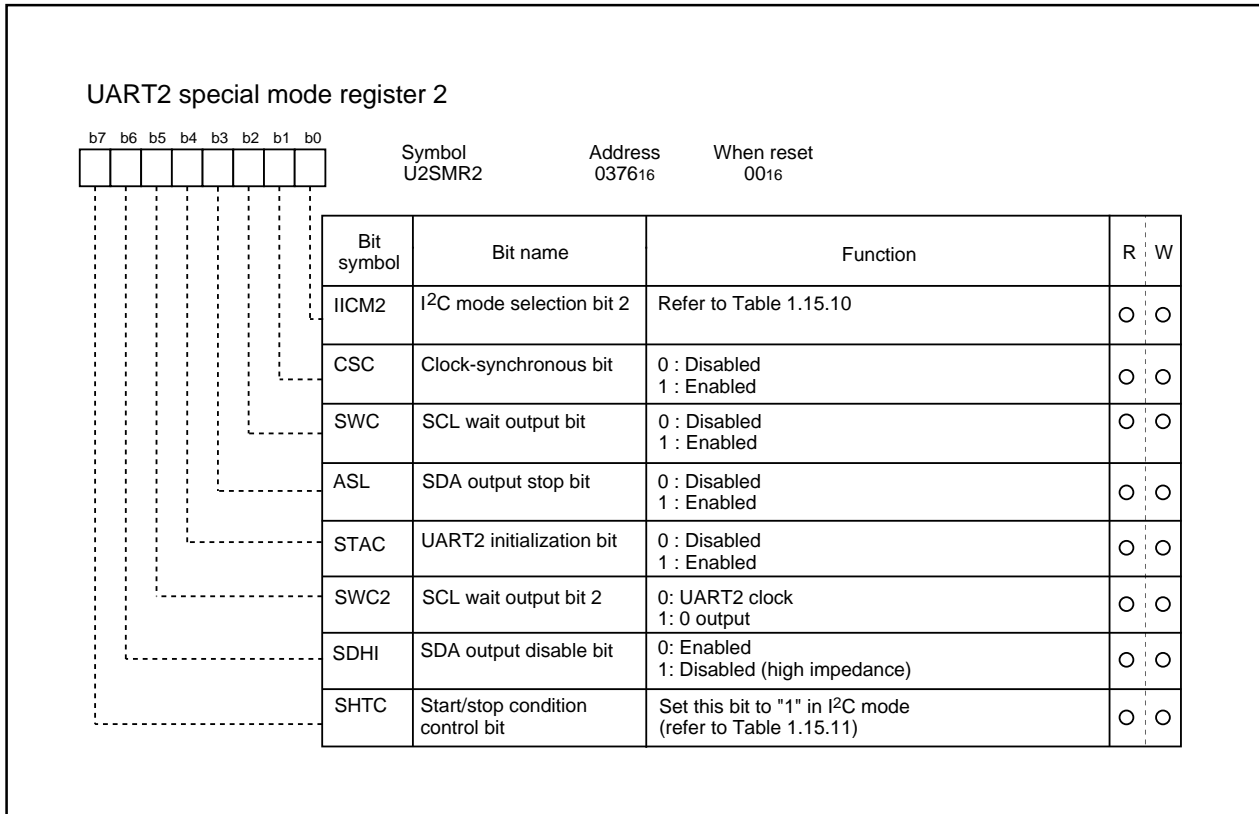 UART2 special mode register 2
b7 b6 b5 b4 b3 b2 b1 b0
Symbol Address When reset
U2SMR2 037616 0016
Bit symbol Bit name Function R W
IICM2 I2C mode selection bit 2 Refer to Table 1.15.10
CSC Clock-synchronous bit 0 : Disabled
1 : Enabled
SWC SCL wait output bit 0 : Disabled
1 : Enabled
ASL SDA output stop bit 0 : Disabled
1 : Enabled
STAC UART2 initialization bit 0 : Disabled
1 : Enabled
SWC2 SCL wait output bit 2 0: UART2 clock
1: 0 output
SDHI SDA output disable bit 0: Enabled
1: Disabled (high impedance)
SHTC Start/stop condition Set this bit to "1" in I2C mode
control bit (refer to Table 1.15.11)